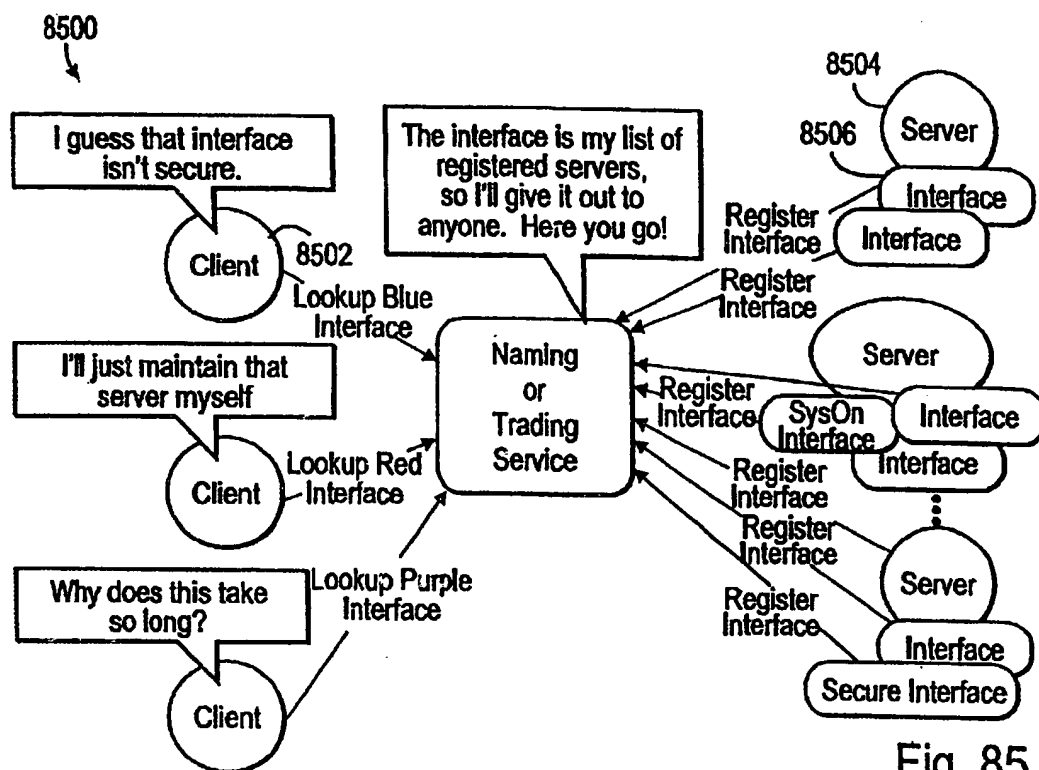 8500
I guess that interface
isn't secure.
Client
8502
Lookup Blue
Interface
I'll just maintain that
server myself
Client
Lookup Red
Interface
Why does this take
so long?
Client
Lookup Purple
Interface
The interface is my list of
registered servers,
so I'll give it out to
anyone. Here you go!
Naming
or
Trading
Service
8504
8506
Server
Interface
Interface
Register
Interface
Register
Interface
Server
Register
Interface
SysOn
Interface
Interface
Interface
Register
Interface
Register
Interface
Server
Register
Interface
Interface
Secure Interface
Fig. 85